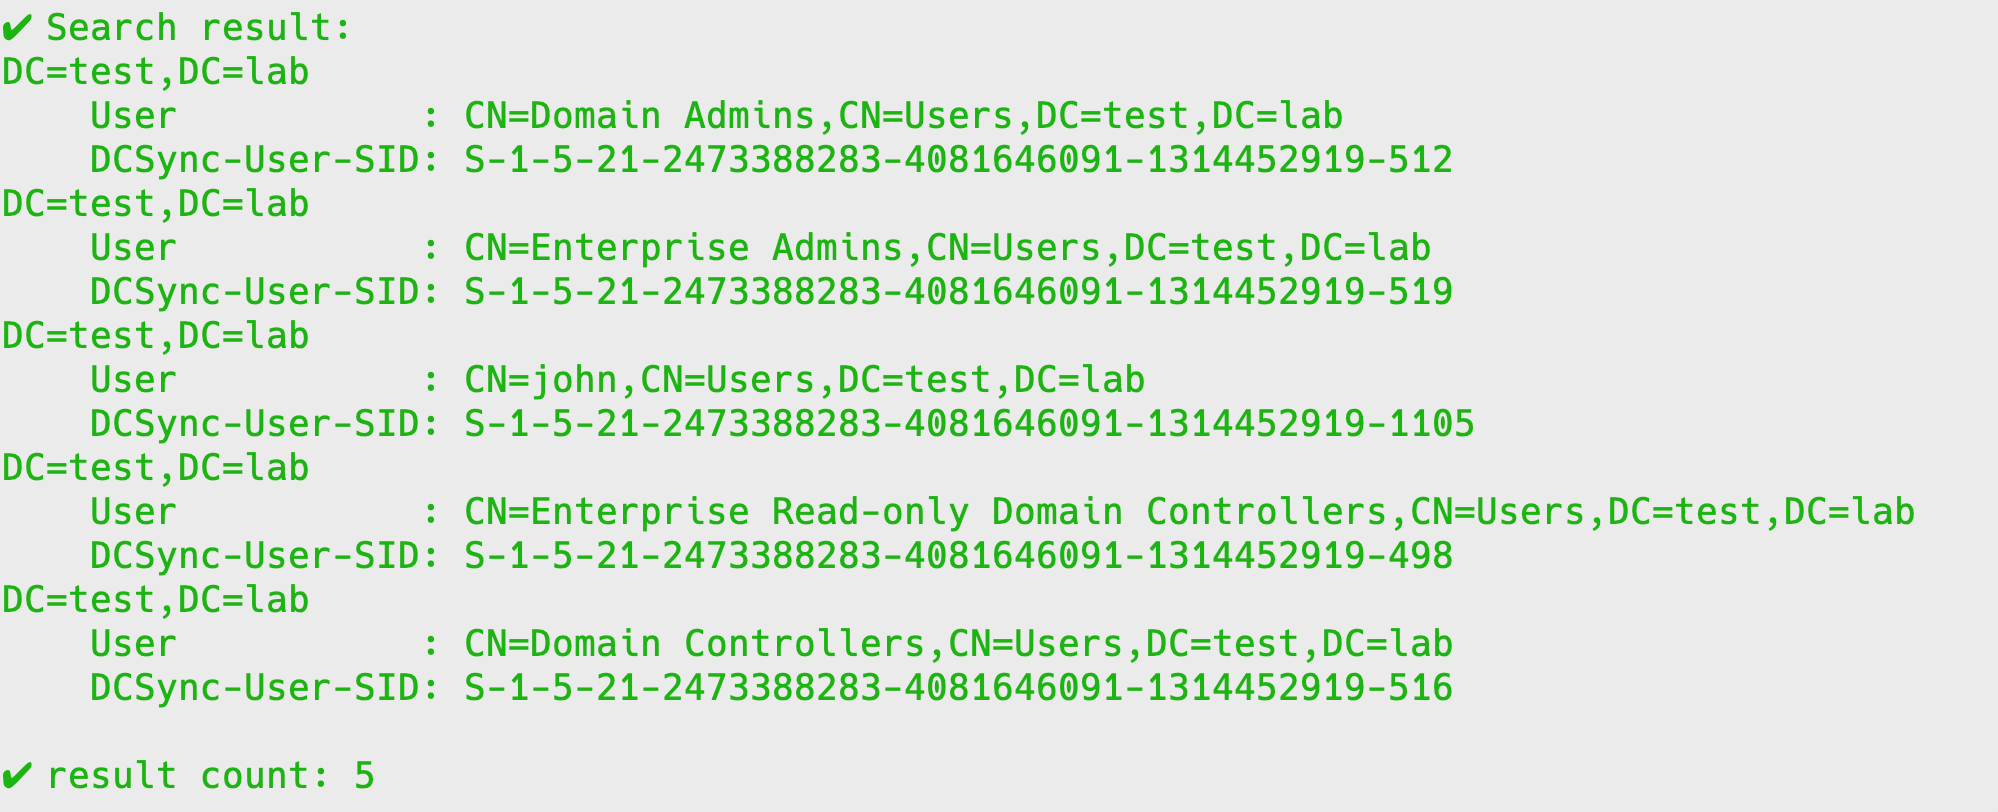 ✔ Search result:
DC=test,DC=lab
    User           : CN=Domain Admins,CN=Users,DC=test,DC=lab
    DCSync-User-SID: S-1-5-21-2473388283-4081646091-1314452919-512
DC=test,DC=lab
    User           : CN=Enterprise Admins,CN=Users,DC=test,DC=lab
    DCSync-User-SID: S-1-5-21-2473388283-4081646091-1314452919-519
DC=test,DC=lab
    User           : CN=john,CN=Users,DC=test,DC=lab
    DCSync-User-SID: S-1-5-21-2473388283-4081646091-1314452919-1105
DC=test,DC=lab
    User           : CN=Enterprise Read-only Domain Controllers,CN=Users,DC=test,DC=lab
    DCSync-User-SID: S-1-5-21-2473388283-4081646091-1314452919-498
DC=test,DC=lab
    User           : CN=Domain Controllers,CN=Users,DC=test,DC=lab
    DCSync-User-SID: S-1-5-21-2473388283-4081646091-1314452919-516
✔ result count: 5